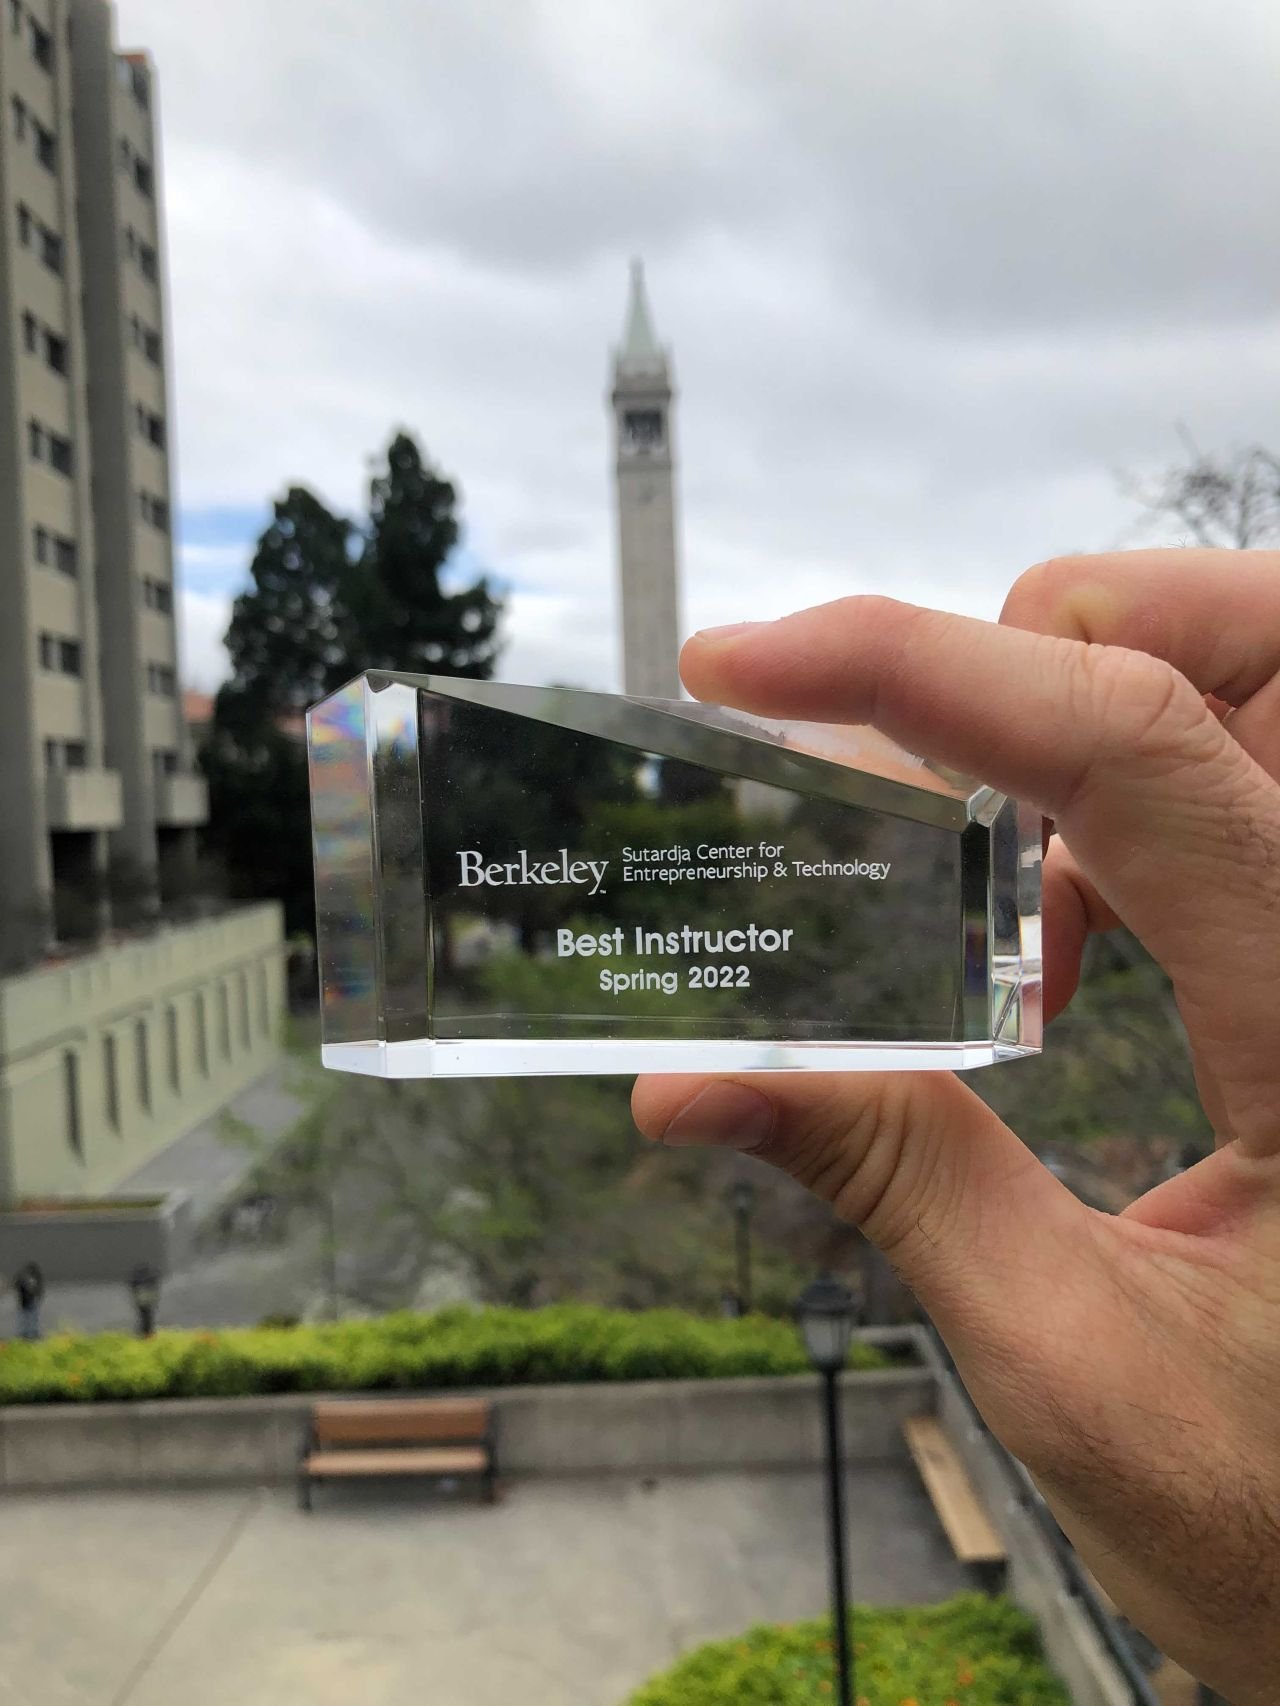 Berkeley
Sutardja Center for
Entrepreneurship & Technology
Best Instructor
Spring 2022